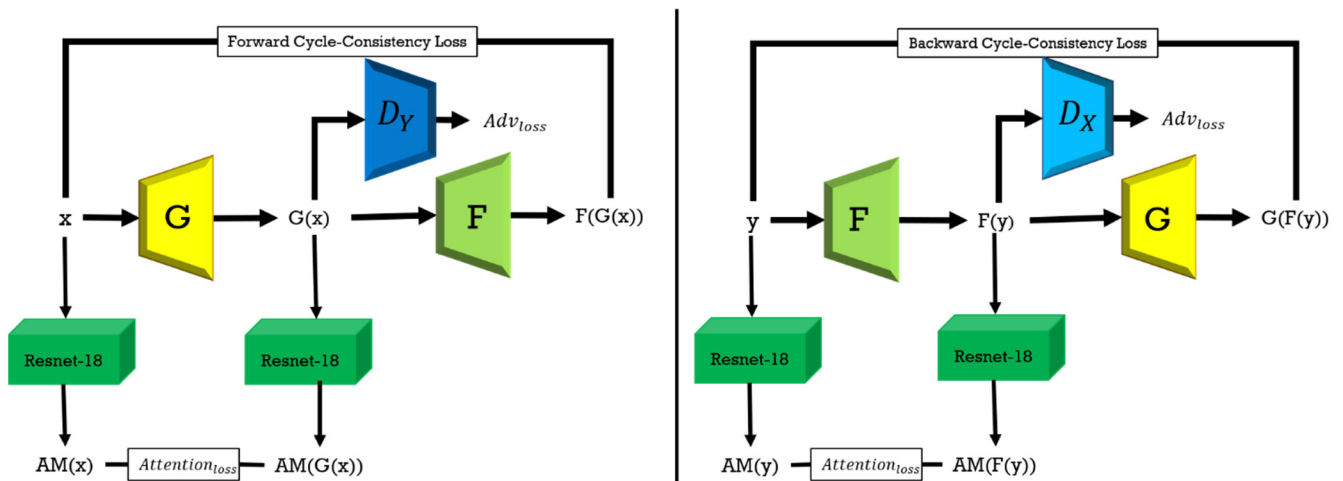 Forward Cycle-Consistency Loss
D_Y
Adv_loss
x
G
G(x)
F
F(G(x))
Resnet-18
Resnet-18
AM(x)
Attention_loss
AM(G(x))
Backward Cycle-Consistency Loss
D_X
Adv_loss
y
F
F(y)
G
G(F(y))
Resnet-18
Resnet-18
AM(y)
Attention_loss
AM(F(y))